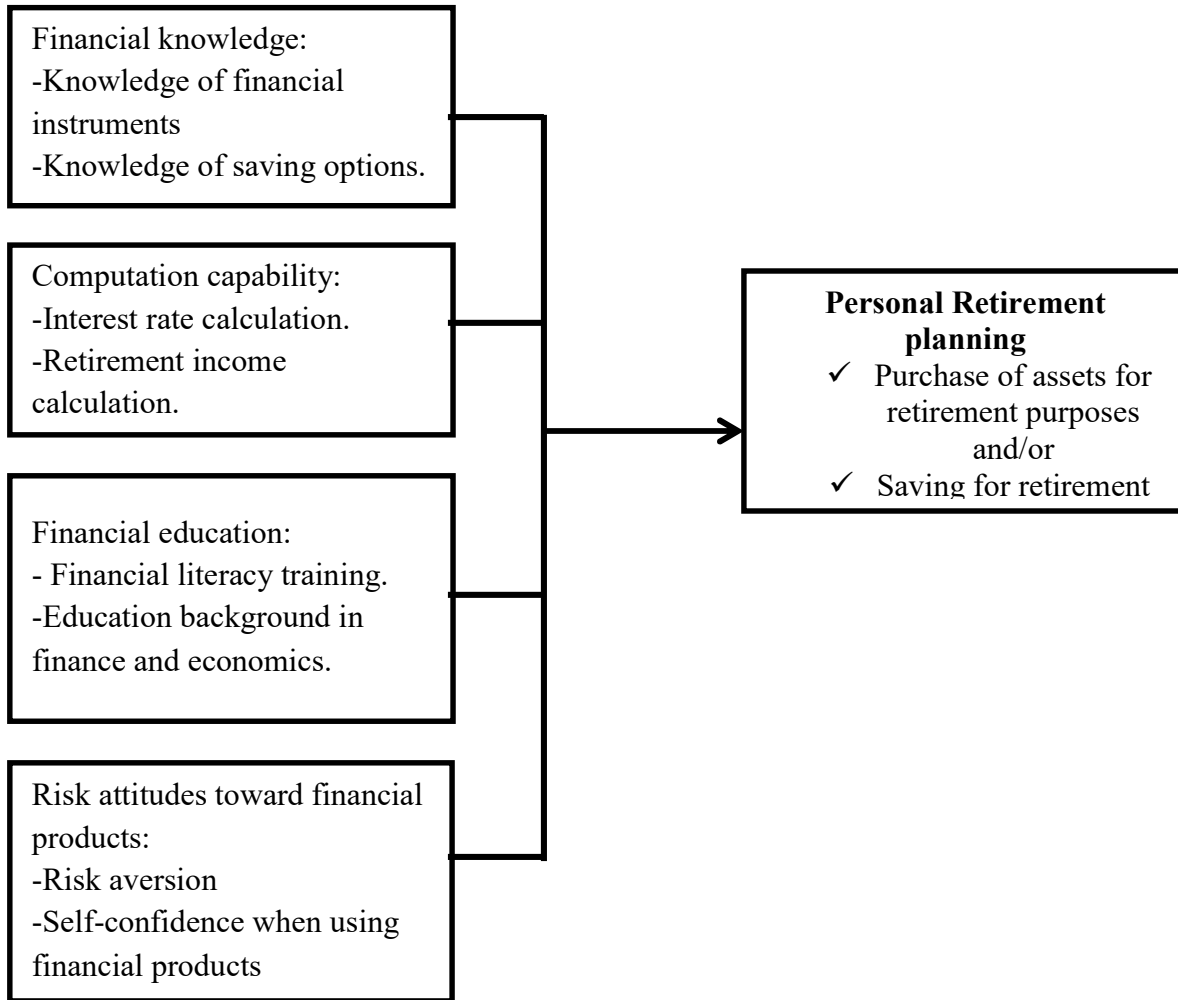 Financial knowledge:
-Knowledge of financial
instruments
-Knowledge of saving options.
Computation capability:
-Interest rate calculation.
-Retirement income
calculation.
Financial education:
- Financial literacy training.
-Education background in
finance and economics.
Risk attitudes toward financial
products:
-Risk aversion
-Self-confidence when using
financial products
Personal Retirement
planning
✓ Purchase of assets for
retirement purposes
and/or
✓ Saving for retirement